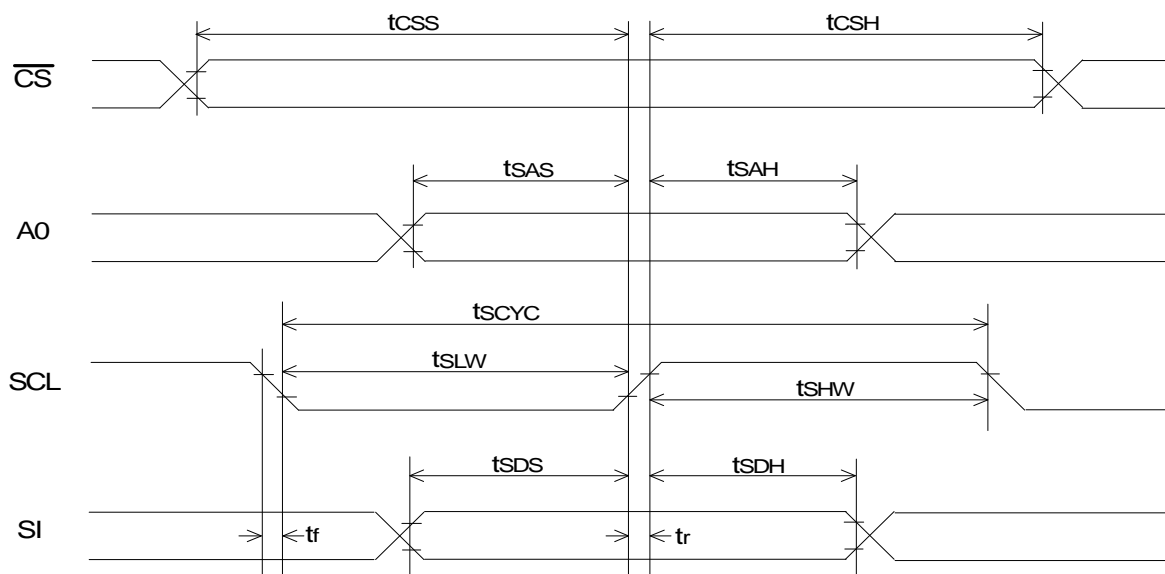 tCSS tCSH
CS
tSAS tSAH
A0
tSCYC
tSLW
SCL
tSHW
tSDS tSDH
SI
tf tr